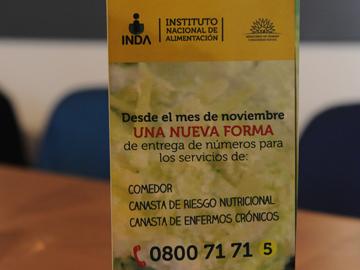 INDA
INSTITUTO
NACIONAL DE
ALIMENTACIÓN
Desde el mes de noviembre
UNA NUEVA FORMA
de entrega de números para
los servicios de:
COMEDOR
CANASTA DE RIESGO NUTRICIONAL
CANASTA DE ENFERMOS CRÓNICOS
0800 71 71 5